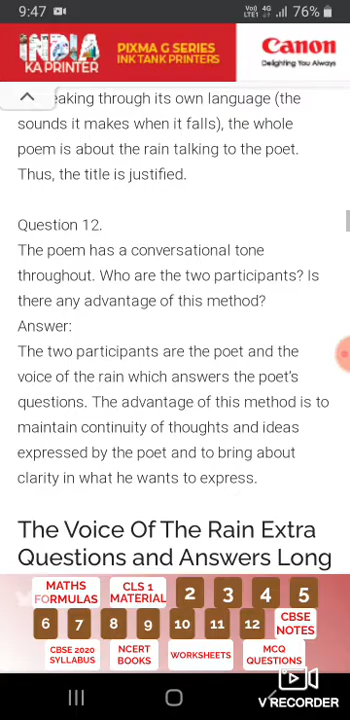 9:47
Vo)) 4G
LTE1
76%
INDIA
KA PRINTER
PIXMA G SERIES
INK TANK PRINTERS
Canon
Delighting You Always
eaking through its own language (the
sounds it makes when it falls), the whole
poem is about the rain talking to the poet.
Thus, the title is justified.
Question 12.
The poem has a conversational tone
throughout. Who are the two participants? Is
there any advantage of this method?
Answer:
The two participants are the poet and the
voice of the rain which answers the poet's
questions. The advantage of this method is to
maintain continuity of thoughts and ideas
expressed by the poet and to bring about
clarity in what he wants to express.
The Voice Of The Rain Extra
Questions and Answers Long
MATHS
FORMULAS
CLS 1
MATERIAL
2
3
4
5
6
7
8
9
10
11
12
CBSE
NOTES
CBSE 2020
SYLLABUS
NCERT
BOOKS
WORKSHEETS
MCQ
QUESTIONS
V RECORDER